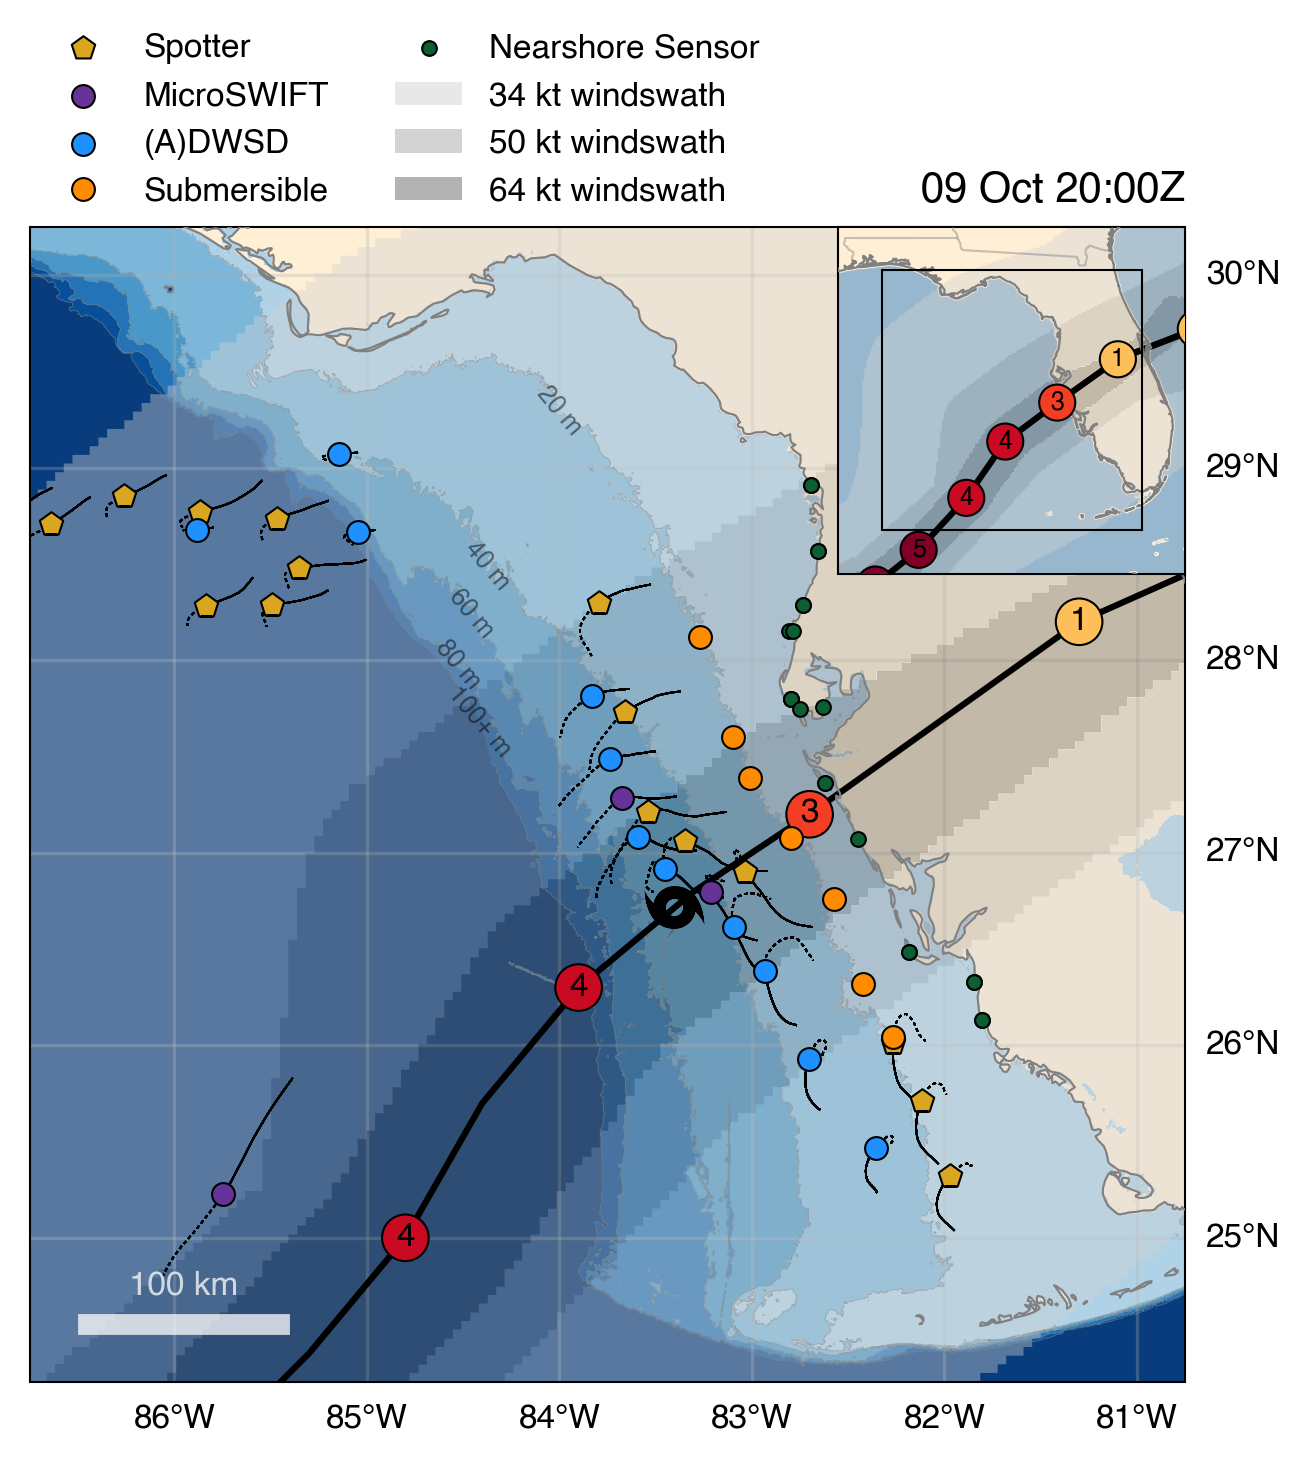 Spotter
MicroSWIFT
(A)DWSD
Submersible
Nearshore Sensor
34 kt windswath
50 kt windswath
64 kt windswath
09 Oct 20:00Z
1
3
4
4
5
20 m
40 m
60 m
80 m
100+ m
1
3
4
4
100 km
30°N
29°N
28°N
27°N
26°N
25°N
86°W
85°W
84°W
83°W
82°W
81°W